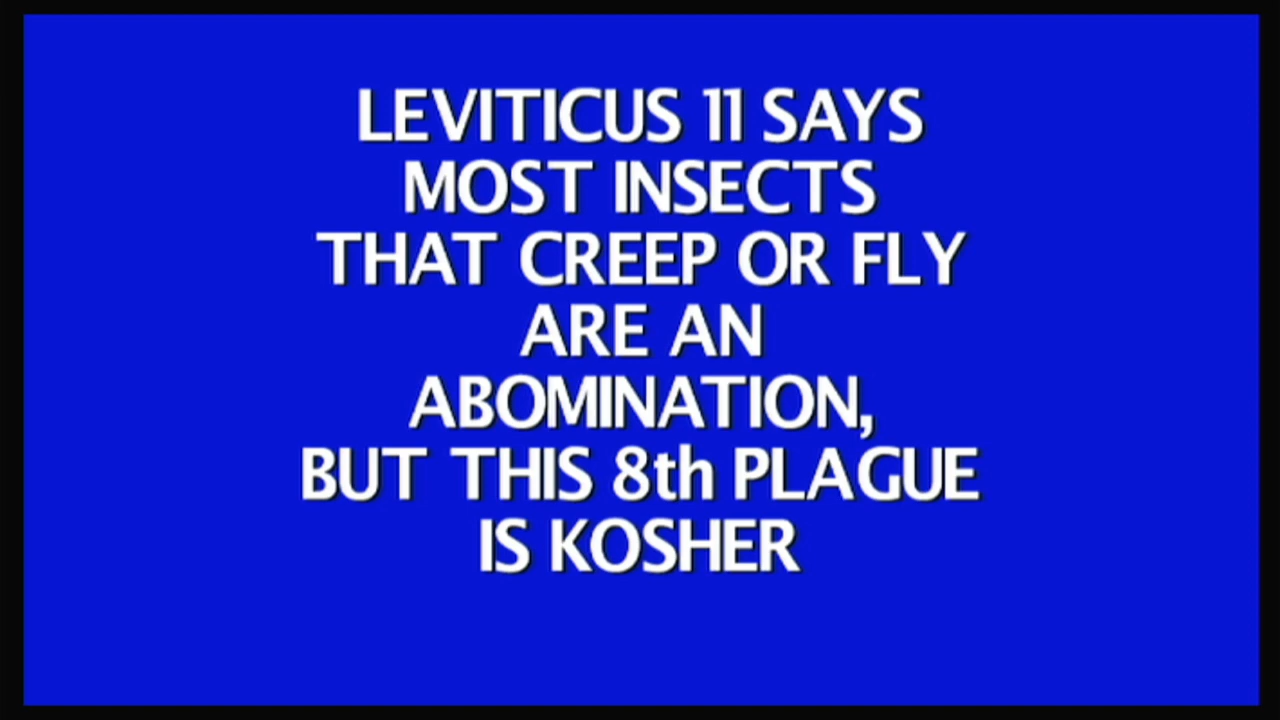 LEVITICUS 11 SAYS
MOST INSECTS
THAT CREEP OR FLY
ARE AN
ABOMINATION,
BUT THIS 8th PLAGUE
IS KOSHER